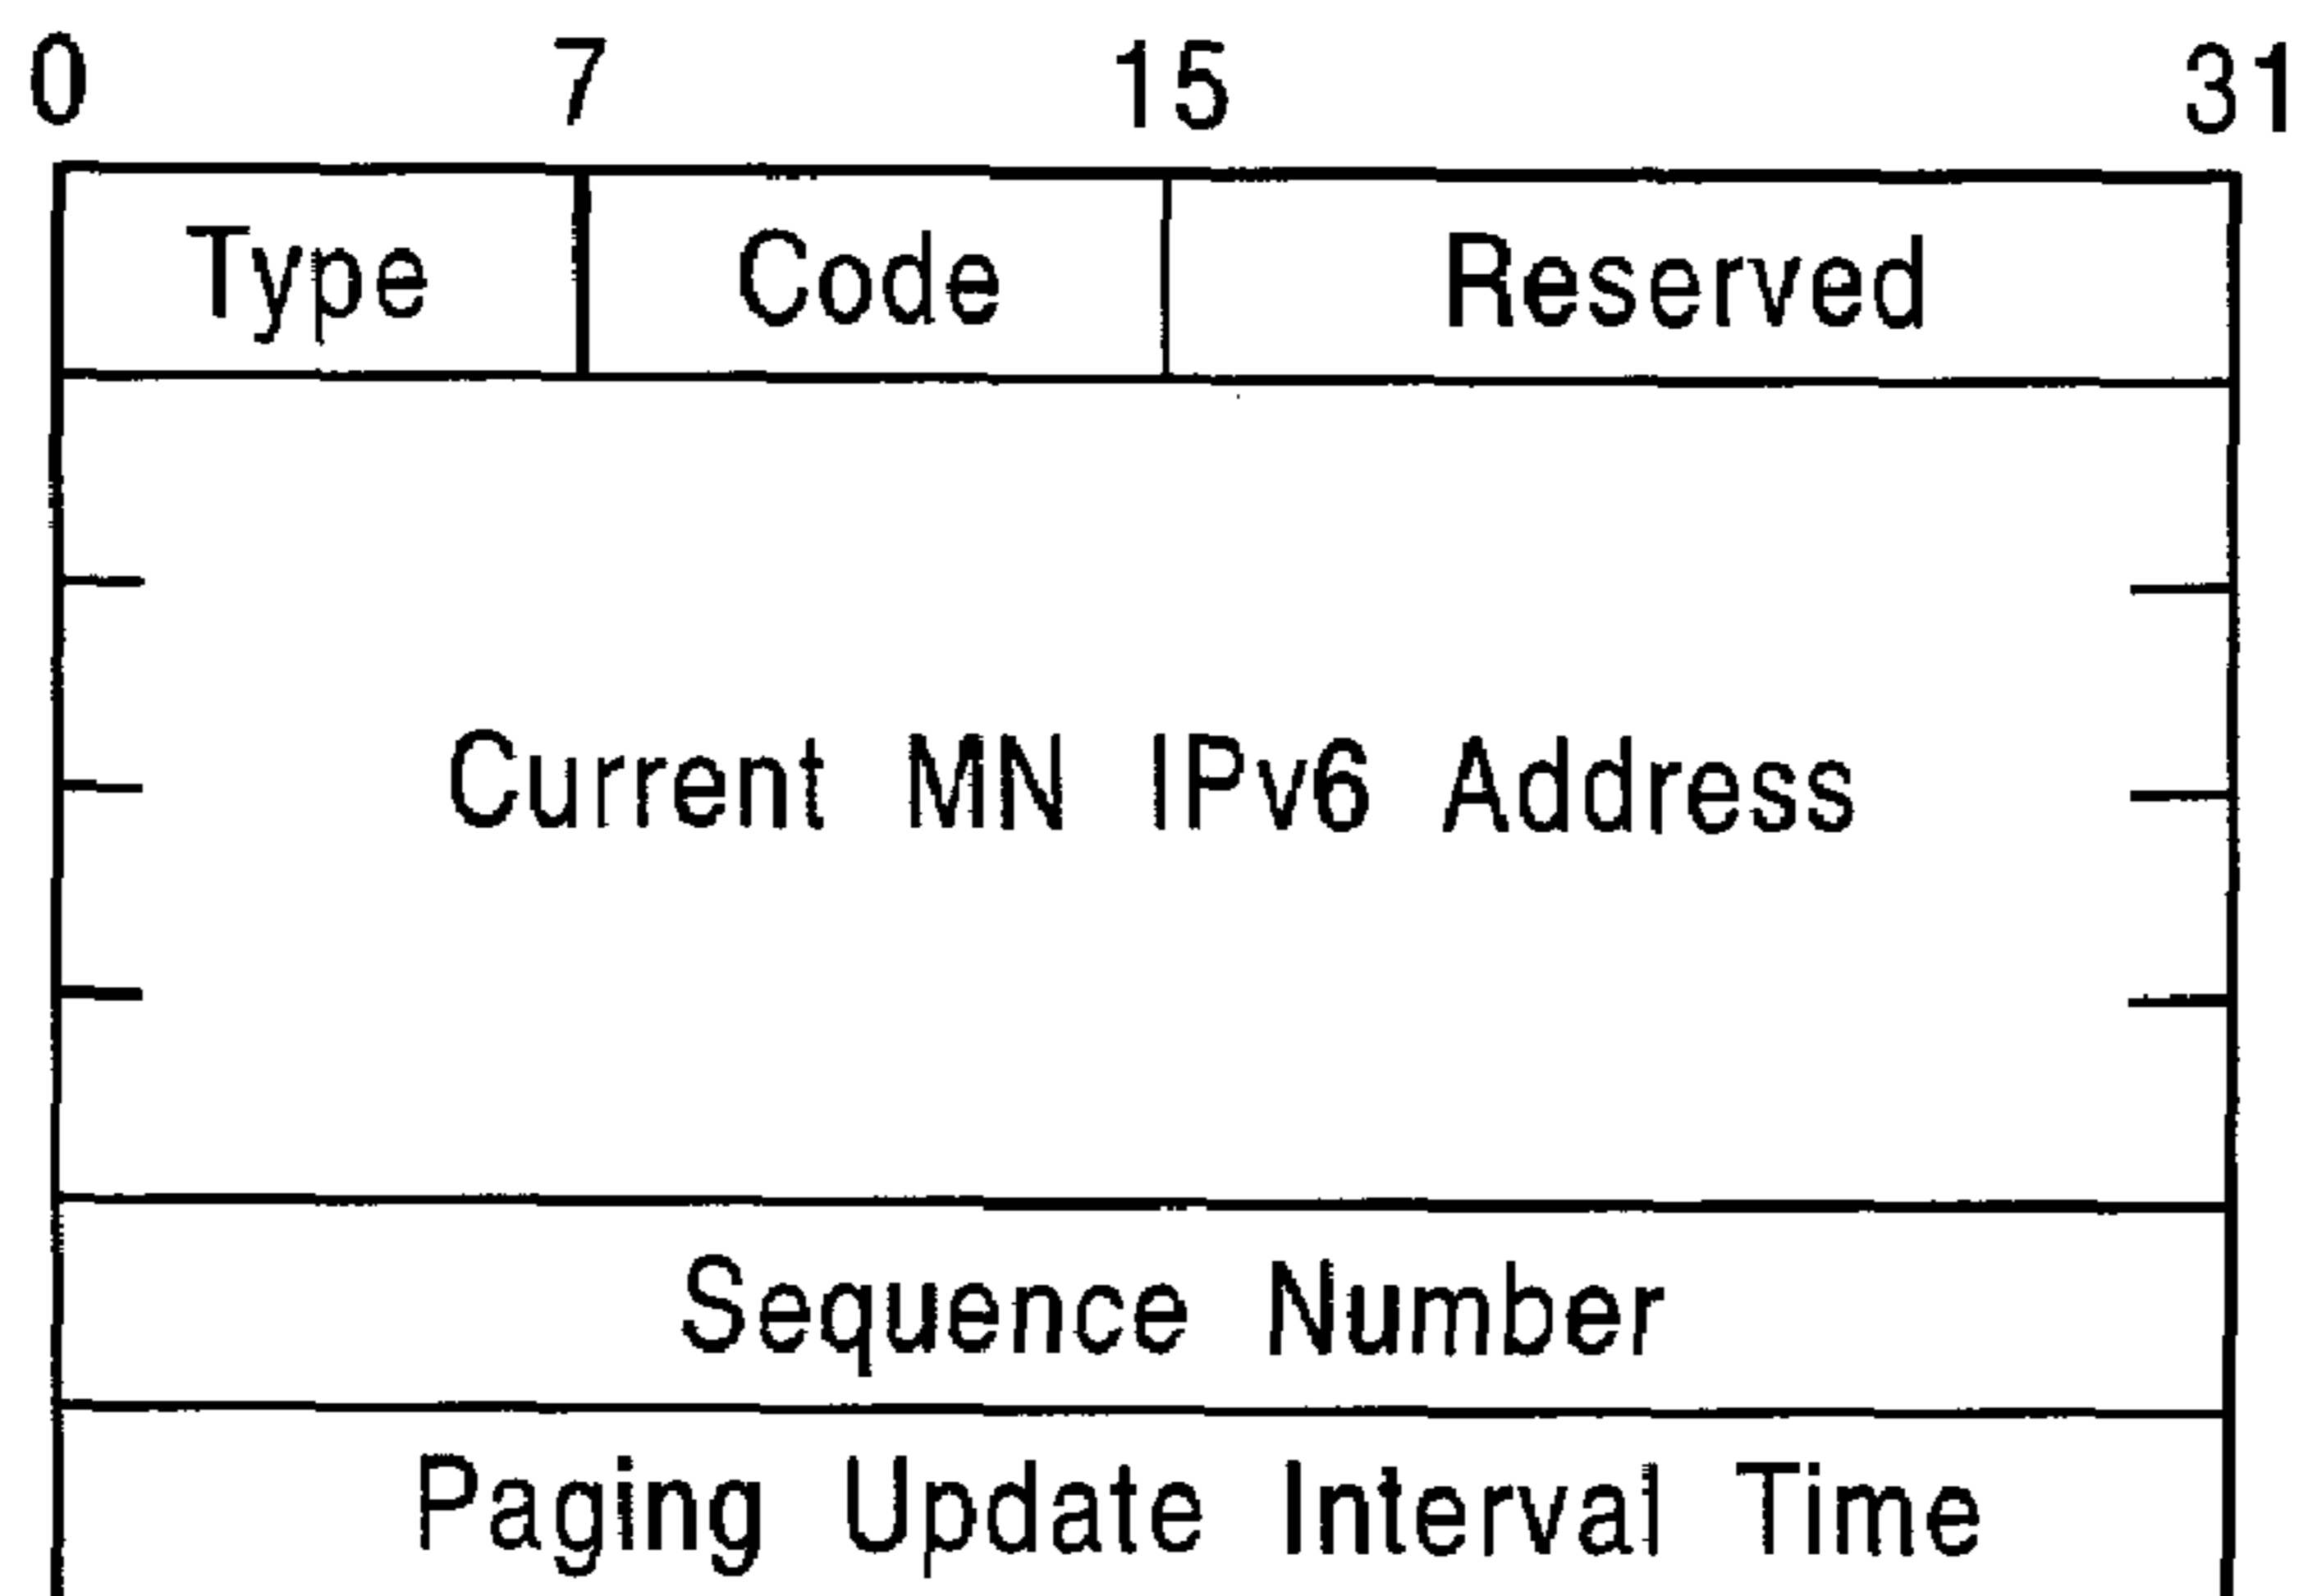 0 7 15 31
Type Code Reserved
Current MN IPv6 Address
Sequence Number
Paging Update Interval Time